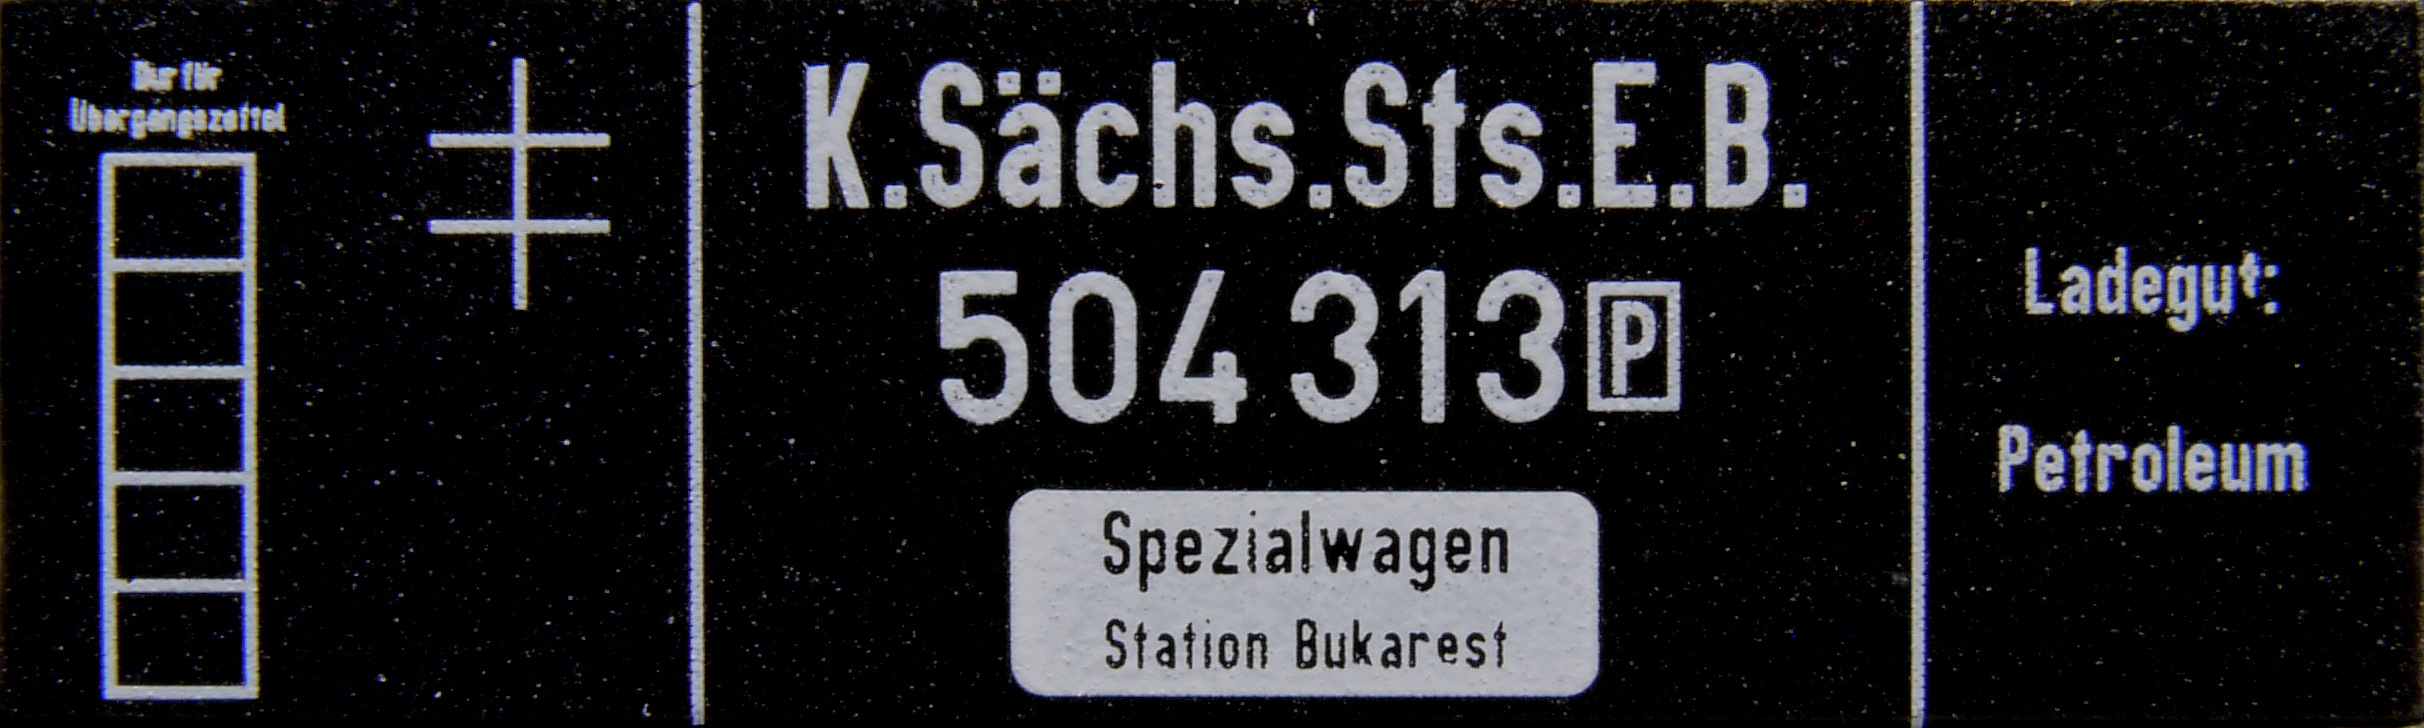 Nur für
Übergangszettel
K.Sächs.Sts.E.B.
504 313 P
Spezialwagen
Station Bukarest
Ladegut:
Petroleum